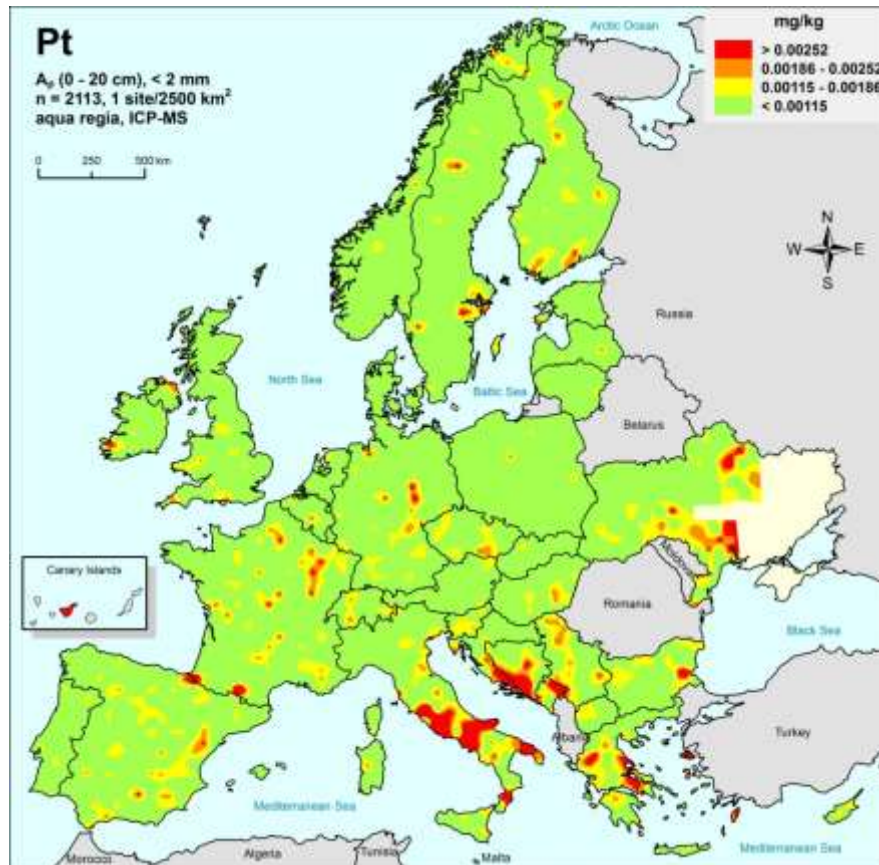 Pt
Aₚ (0 - 20 cm), < 2 mm
n = 2113, 1 site/2500 km²
aqua regia, ICP-MS
0 250 500 km
Arctic Ocean
mg/kg
> 0.00252
0.00186 - 0.00252
0.00115 - 0.00186
< 0.00115
N
W E
S
Russia
North Sea
Baltic Sea
Belarus
Canary Islands
Moldova
Romania
Black Sea
Albania
Turkey
Mediterranean Sea
Mediterranean Sea
Morocco
Algeria
Tunisia
Malta